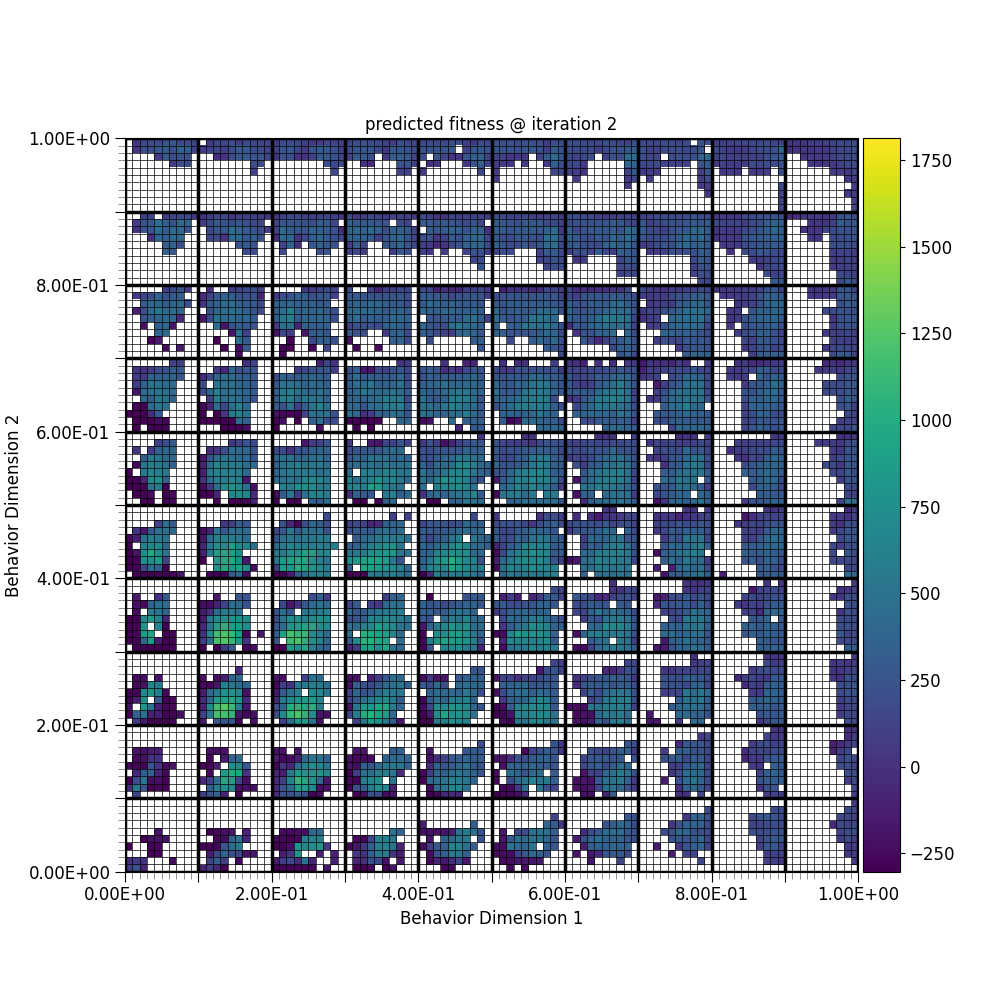 predicted fitness @ iteration 2
1.00E+00
8.00E-01
6.00E-01
4.00E-01
2.00E-01
0.00E+00
Behavior Dimension 2
0.00E+00 2.00E-01 4.00E-01 6.00E-01 8.00E-01 1.00E+00
Behavior Dimension 1
1750
1500
1250
1000
750
500
250
0
−250